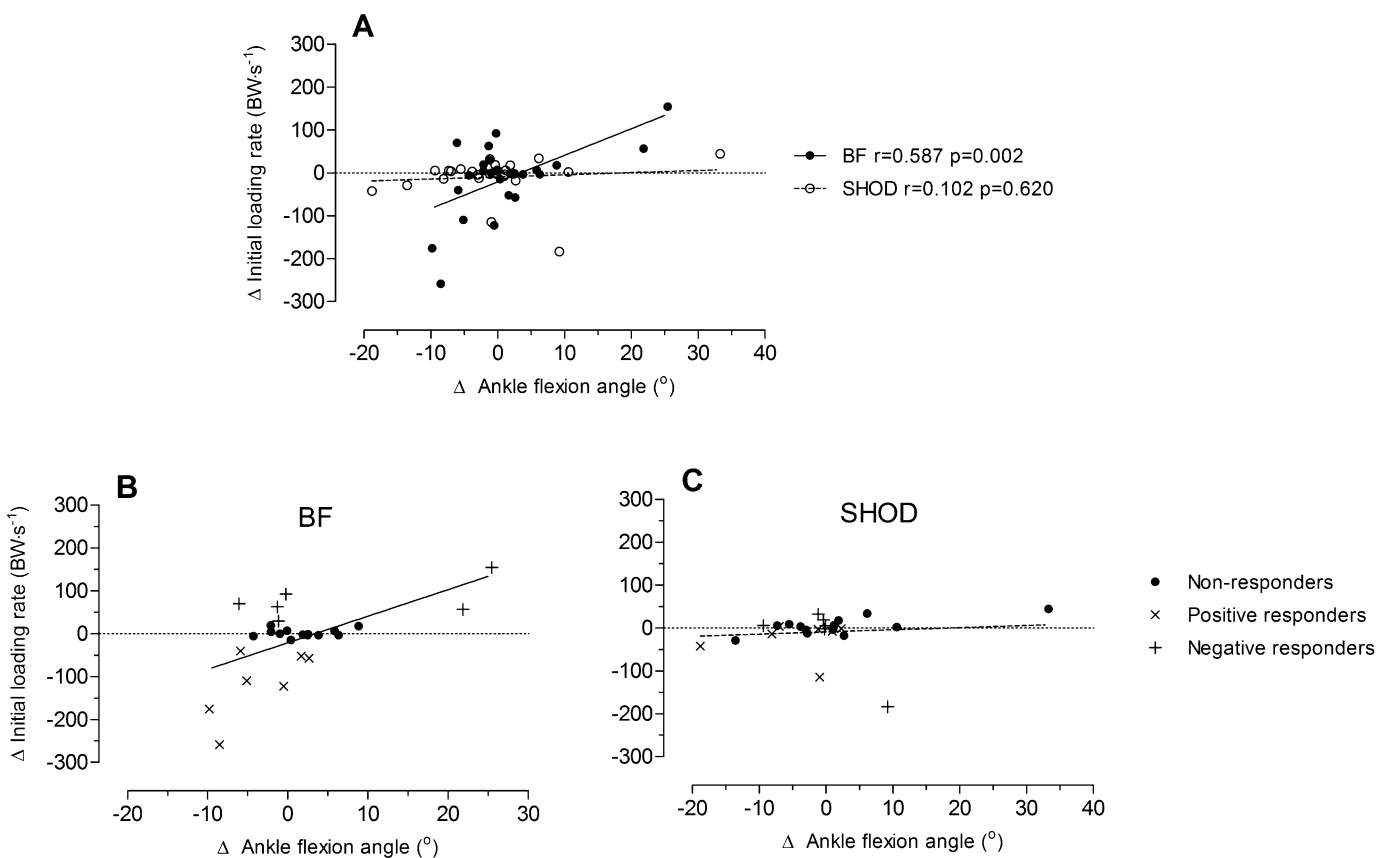 A
Δ Initial loading rate (BW·s⁻¹)
300
200
100
0
-100
-200
-300
-20 -10 0 10 20 30 40
Δ Ankle flexion angle (°)
BF r=0.587 p=0.002
SHOD r=0.102 p=0.620
B
BF
Δ Initial loading rate (BW·s⁻¹)
300
200
100
0
-100
-200
-300
-20 -10 0 10 20 30
Δ Ankle flexion angle (°)
C
SHOD
300
200
100
0
-100
-200
-300
-20 -10 0 10 20 30 40
Δ Ankle flexion angle (°)
Non-responders
Positive responders
Negative responders